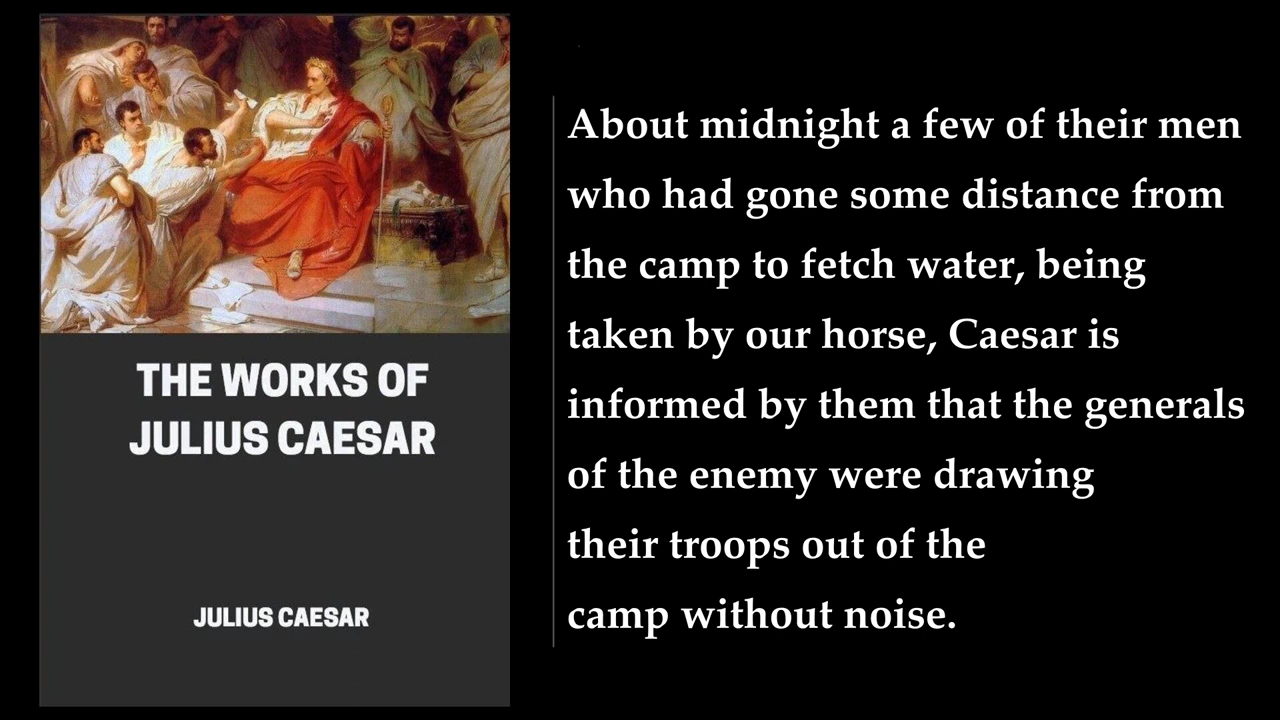 THE WORKS OF
JULIUS CAESAR
JULIUS CAESAR
About midnight a few of their men
who had gone some distance from
the camp to fetch water, being
taken by our horse, Caesar is
informed by them that the generals
of the enemy were drawing
their troops out of the
camp without noise.